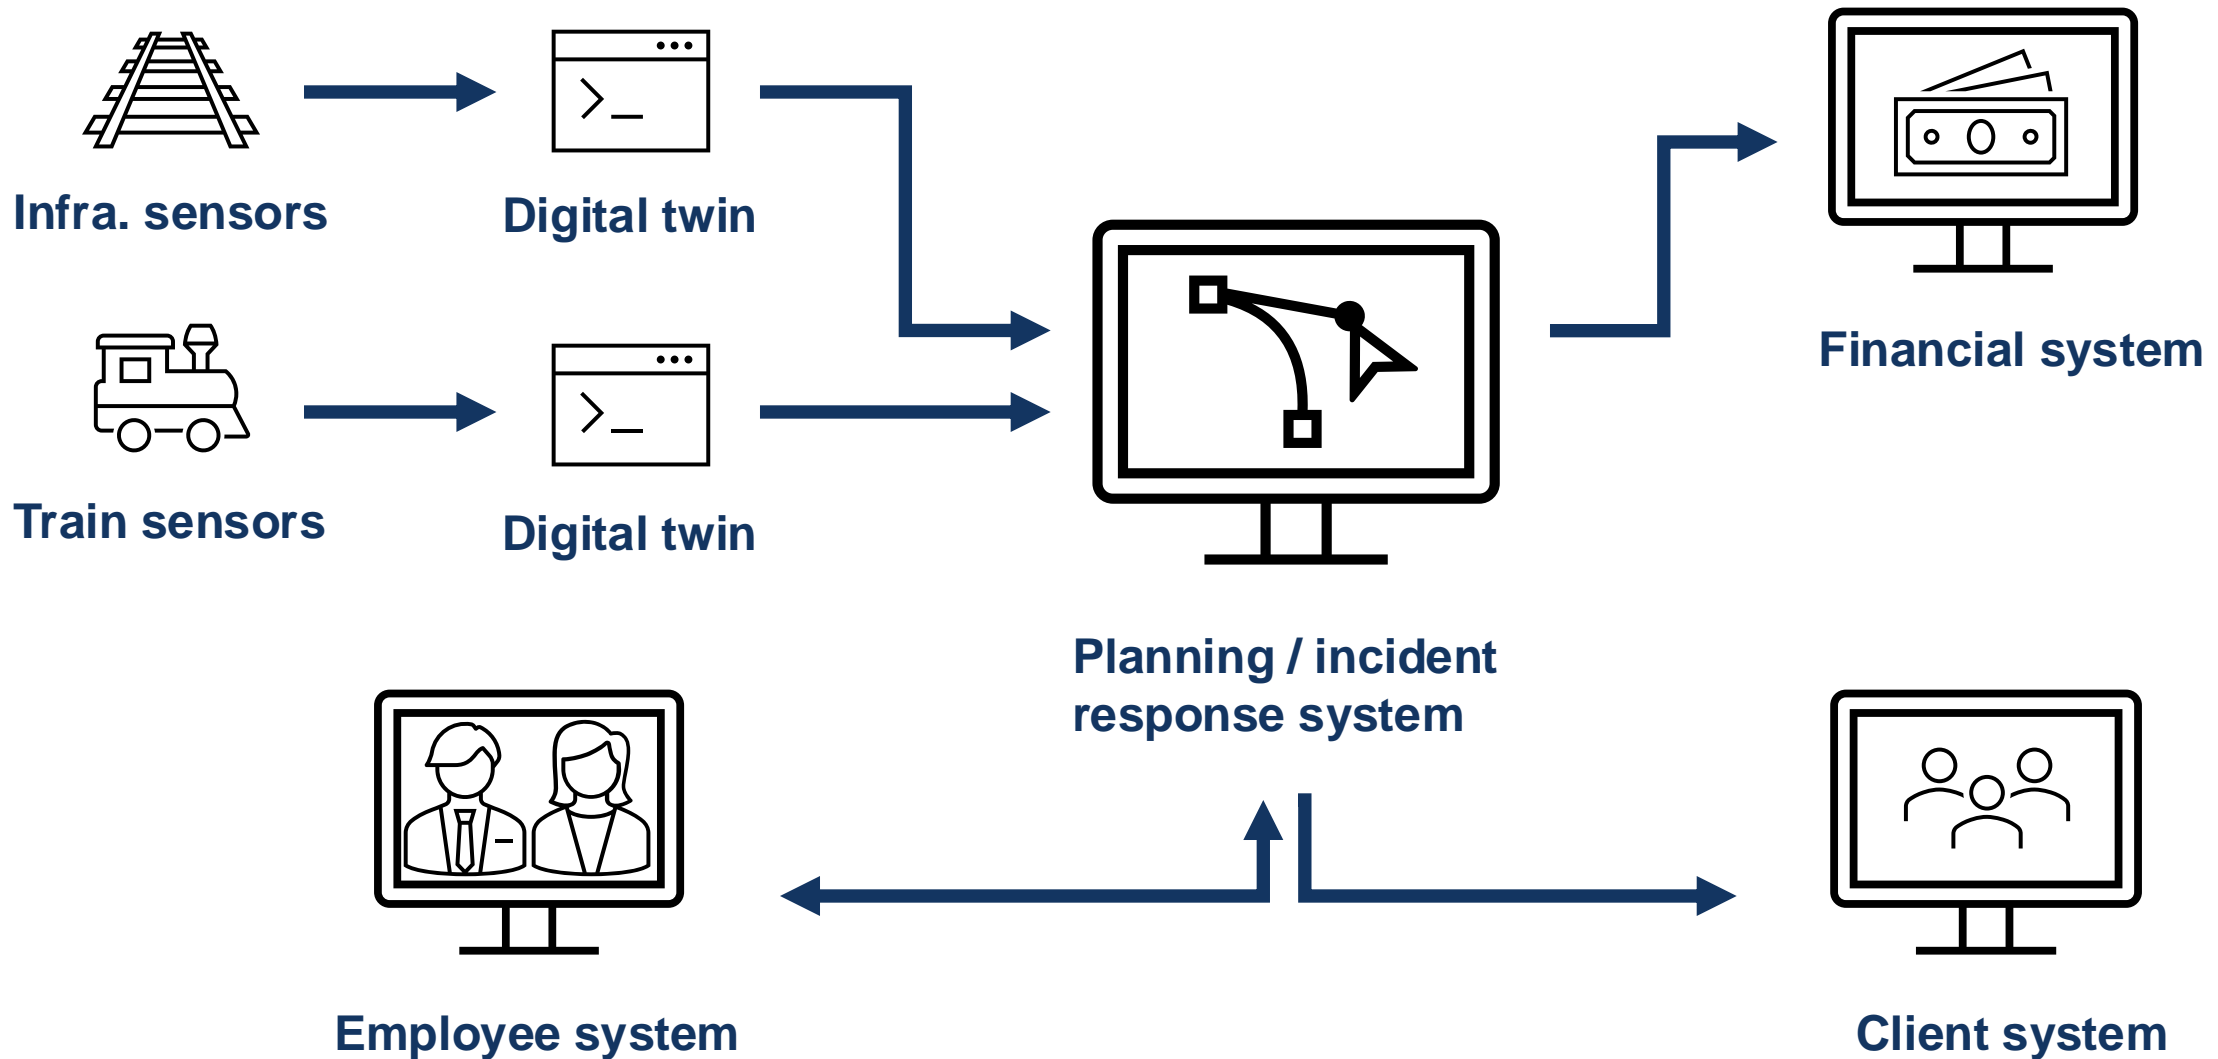 Infra. sensors
Digital twin
Financial system
Train sensors
Digital twin
Planning / incident
response system
Employee system
Client system